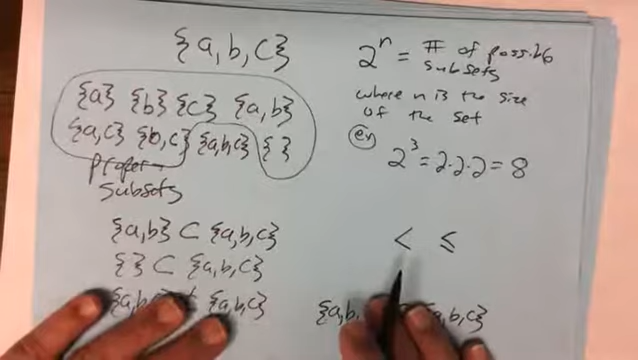 {a,b,c}
{a} {b} {c} {a,b}
{a,c} {b,c} {a,b,c} { }
proper
subsets
{a,b} ⊂ {a,b,c}
{ } ⊂ {a,b,c}
{a,b,c} ⊄ {a,b,c}
2ⁿ = # of possible
subsets
where n is the size
of the set
ex
2³ = 2·2·2 = 8
< ≤
{a,b, a,b,c}